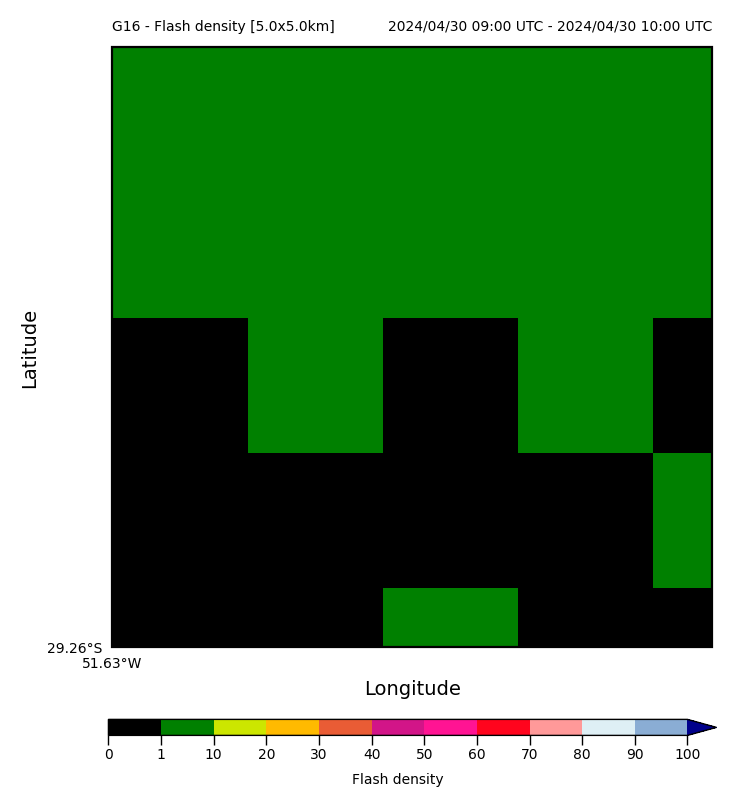 G16 - Flash density [5.0x5.0km] 2024/04/30 09:00 UTC - 2024/04/30 10:00 UTC
Latitude
29.26°S
51.63°W
Longitude
0 1 10 20 30 40 50 60 70 80 90 100
Flash density